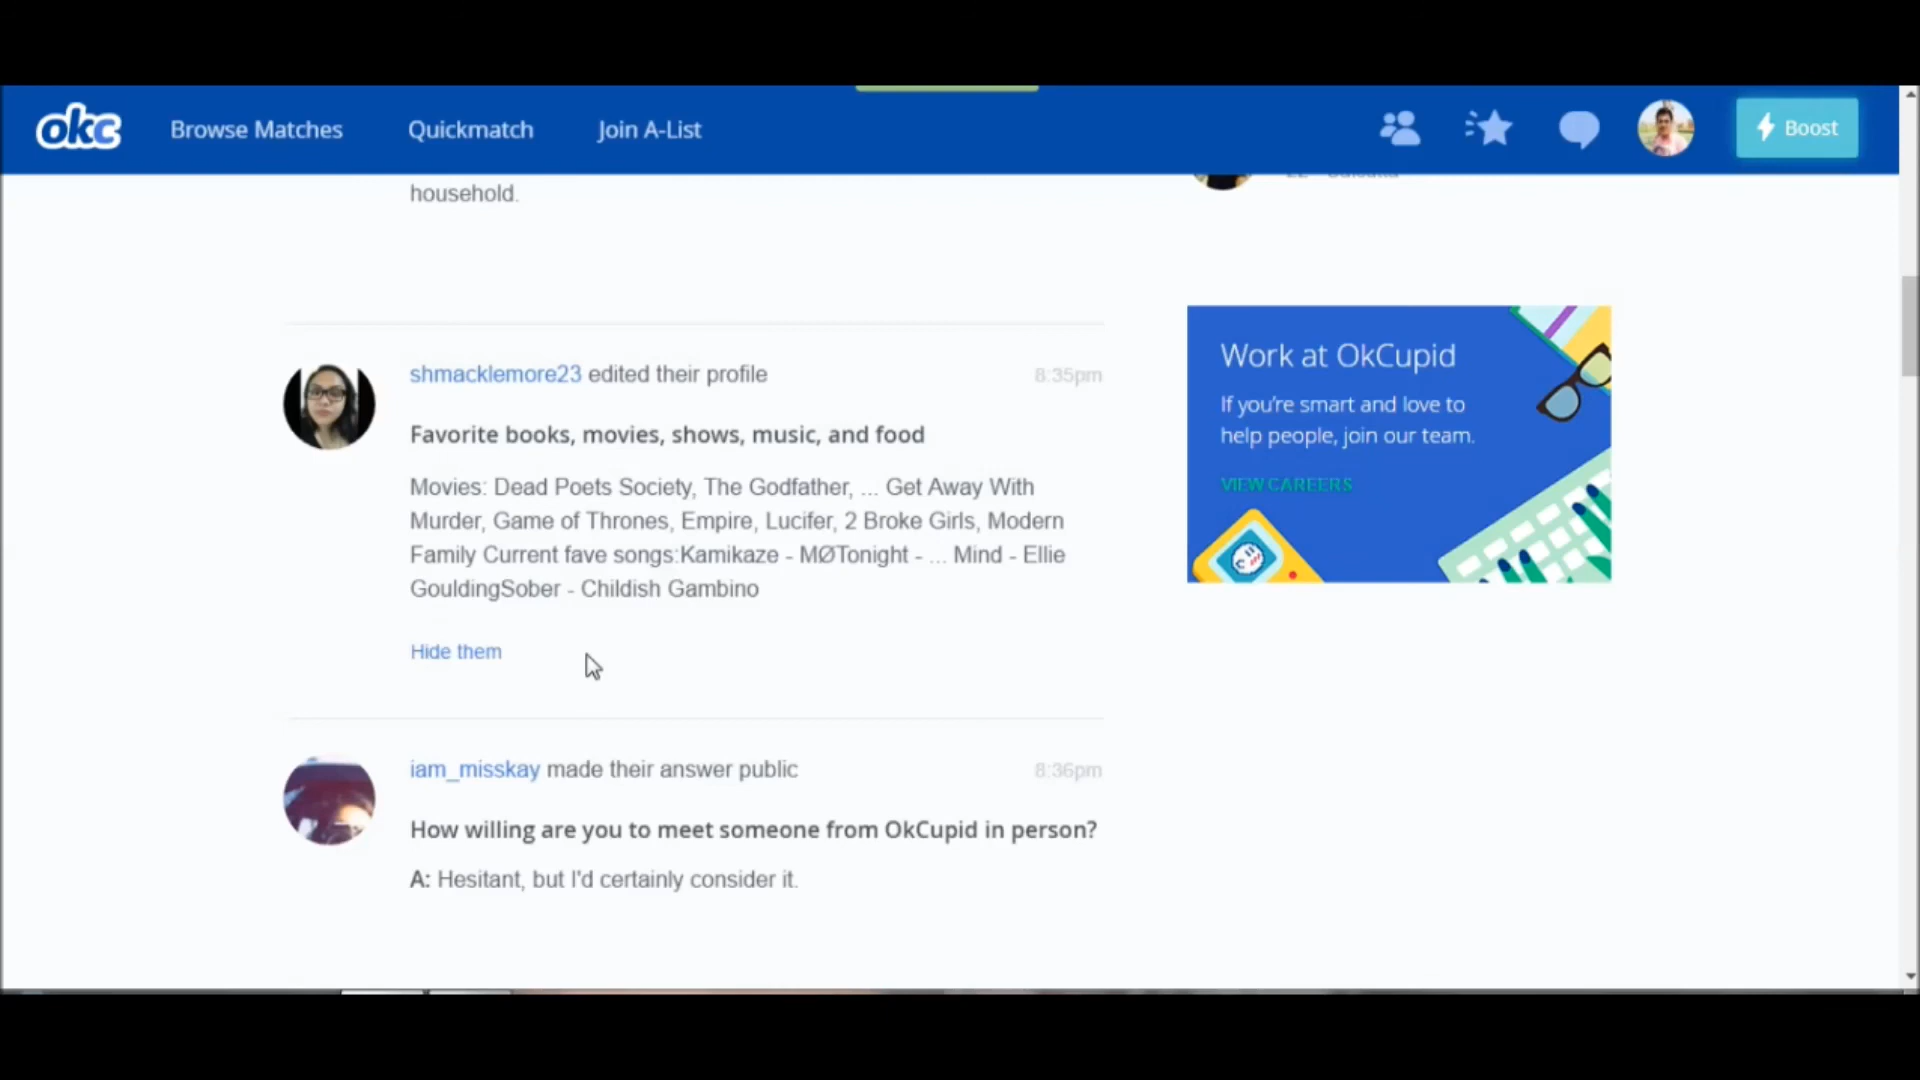 okc Browse Matches Quickmatch Join A-List Boost
household.
shmacklemore23 edited their profile 8:35pm
Favorite books, movies, shows, music, and food
Movies: Dead Poets Society, The Godfather, ... Get Away With
Murder, Game of Thrones, Empire, Lucifer, 2 Broke Girls, Modern
Family Current fave songs:Kamikaze - MØTonight - ... Mind - Ellie
GouldingSober - Childish Gambino
Hide them
iam_misskay made their answer public 8:36pm
How willing are you to meet someone from OkCupid in person?
A: Hesitant, but I'd certainly consider it.
Work at OkCupid
If you're smart and love to
help people, join our team.
VIEW CAREERS